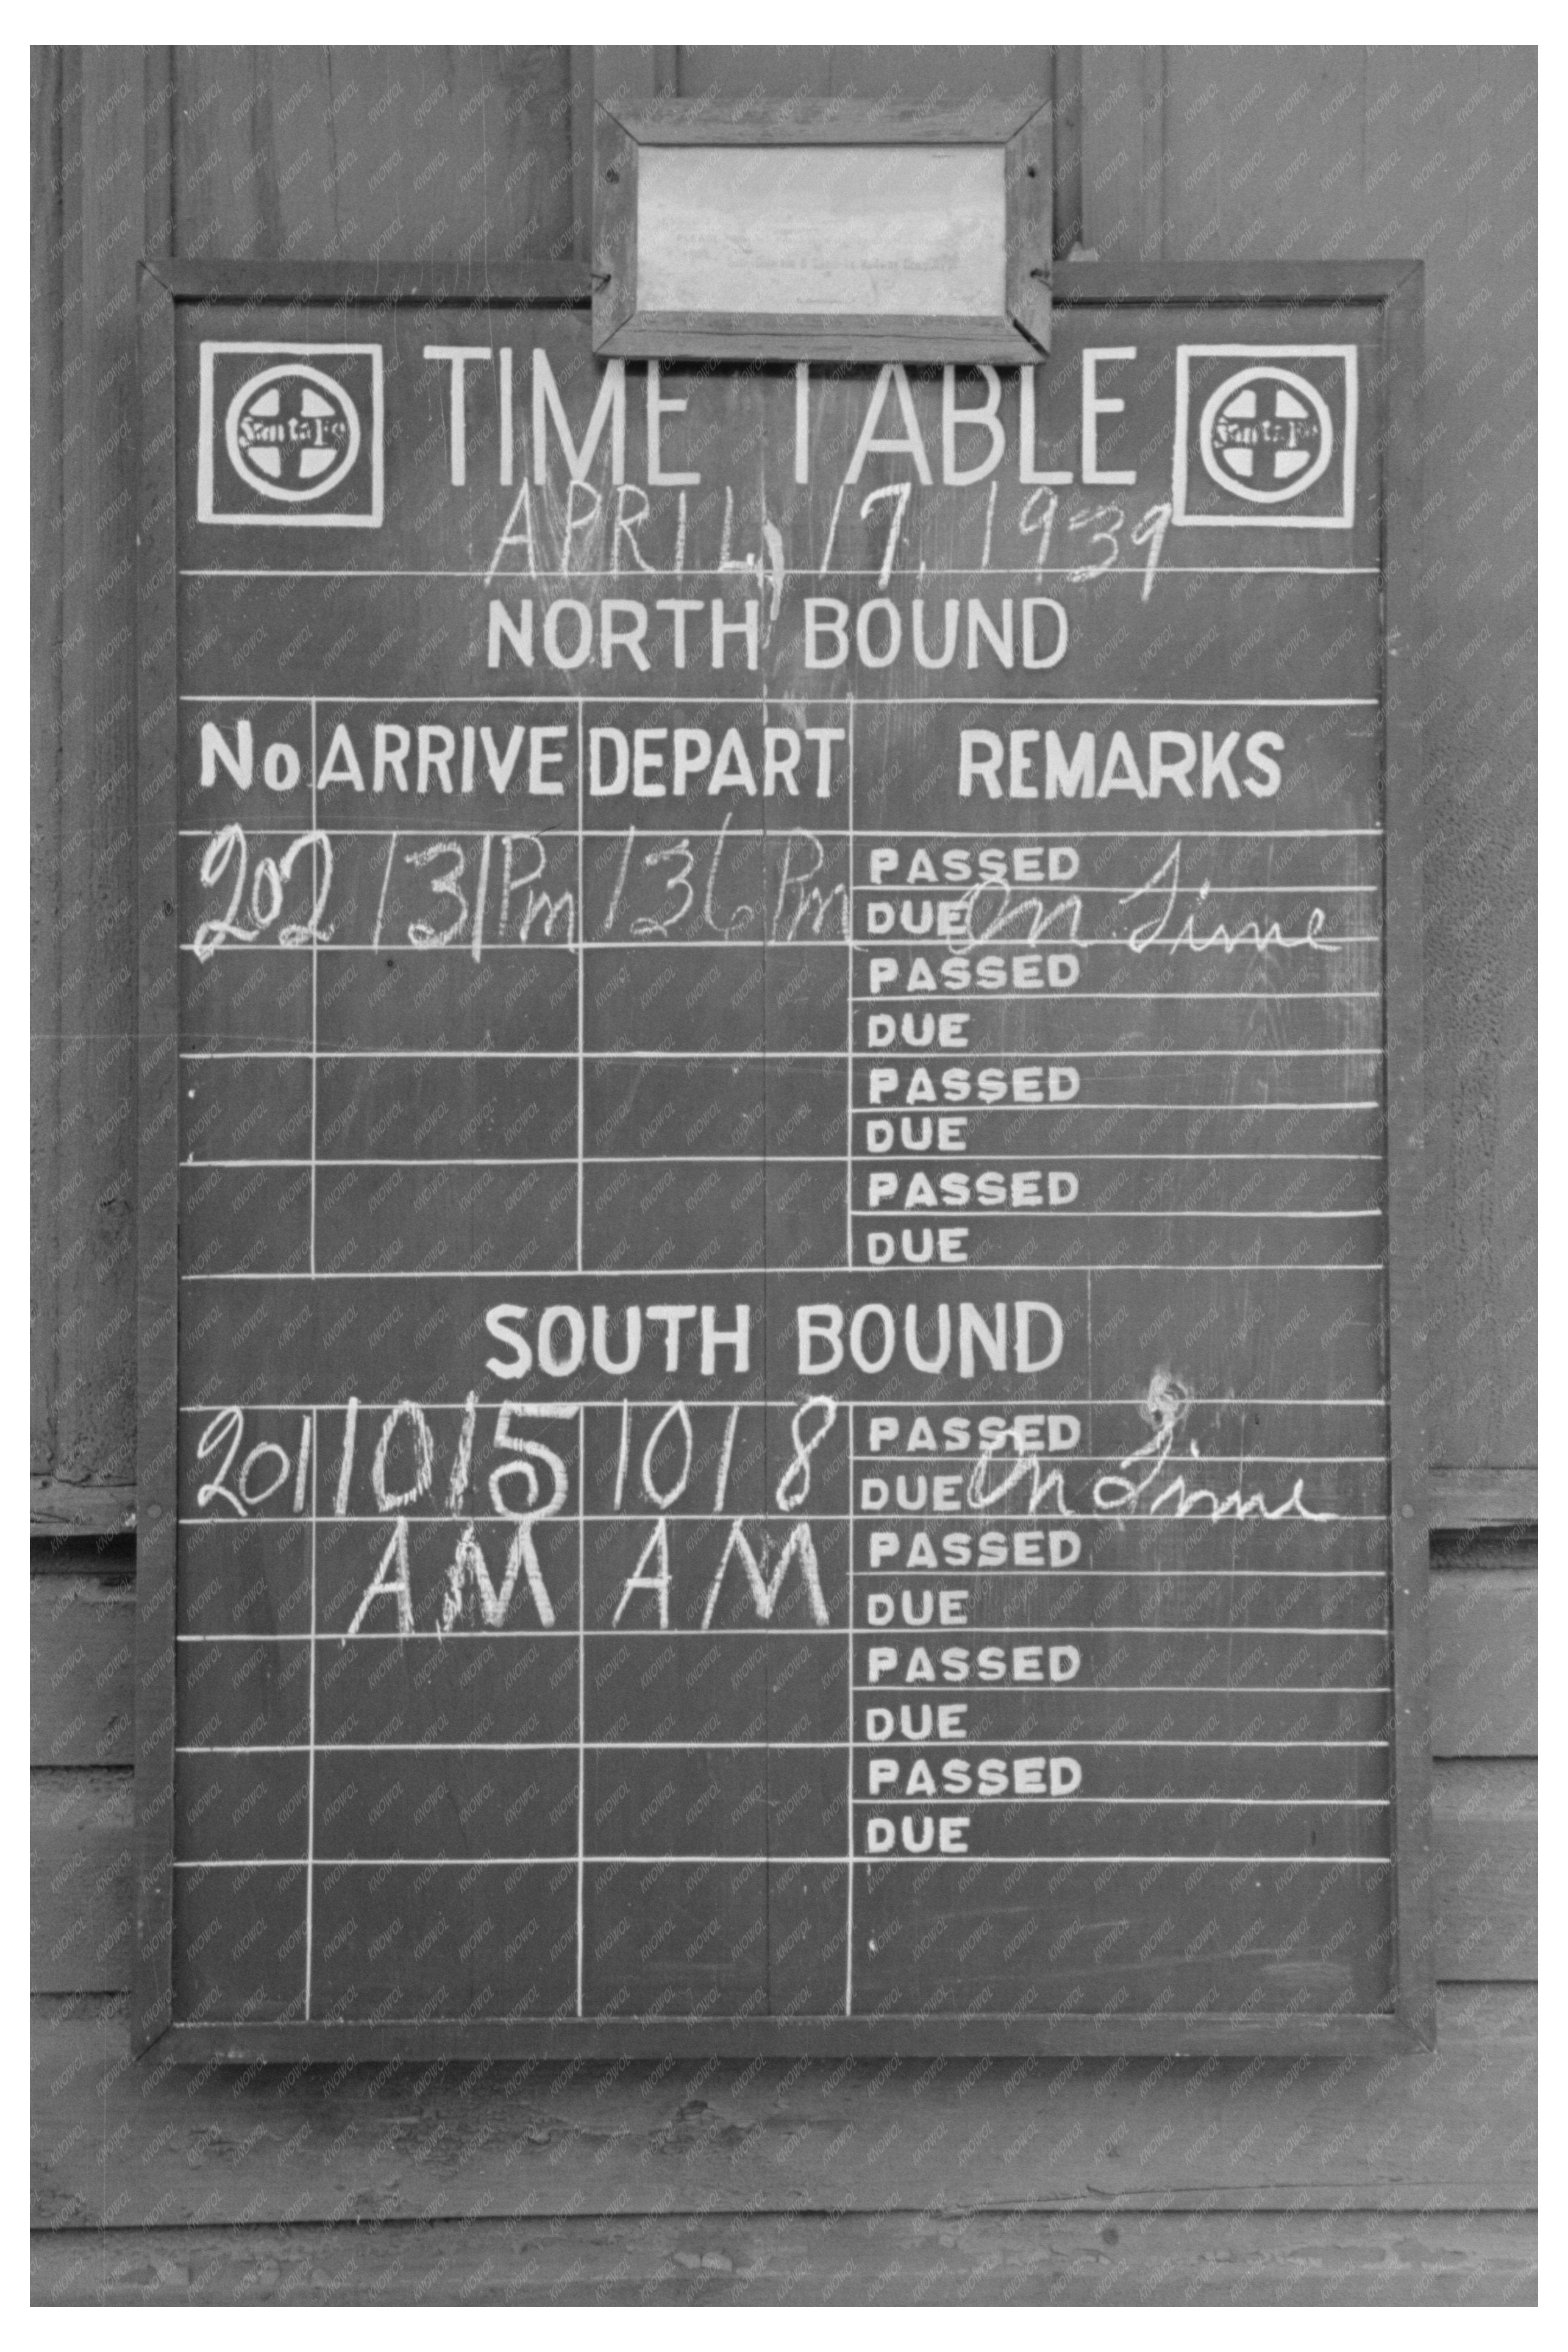 TIME TABLE
Santa Fe
Santa Fe
APRIL, 17, 1939
NORTH BOUND
No ARRIVE DEPART REMARKS
202 131 Pm 136 Pm PASSED
DUE On Time
PASSED
DUE
PASSED
DUE
PASSED
DUE
SOUTH BOUND
201 1015 1018 PASSED
DUE On Time
AM AM PASSED
DUE
PASSED
DUE
PASSED
DUE